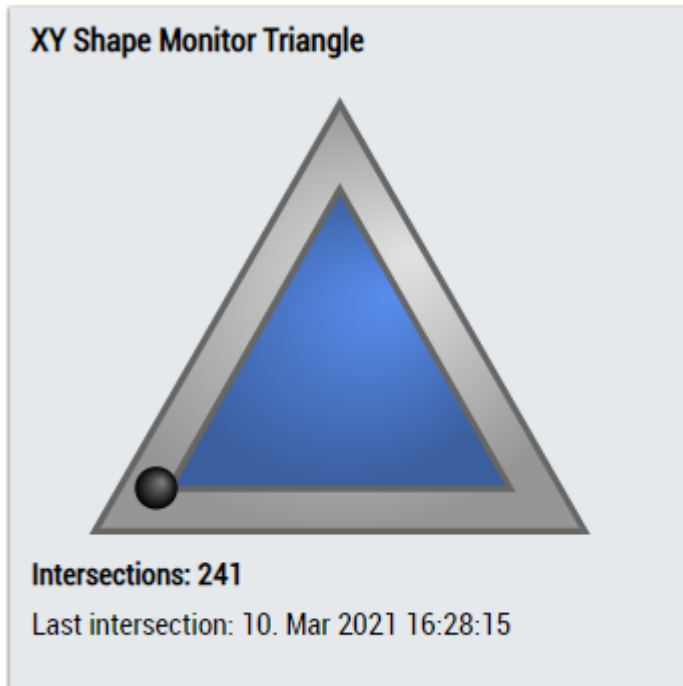 XY Shape Monitor Triangle
Intersections: 241
Last intersection: 10. Mar 2021 16:28:15